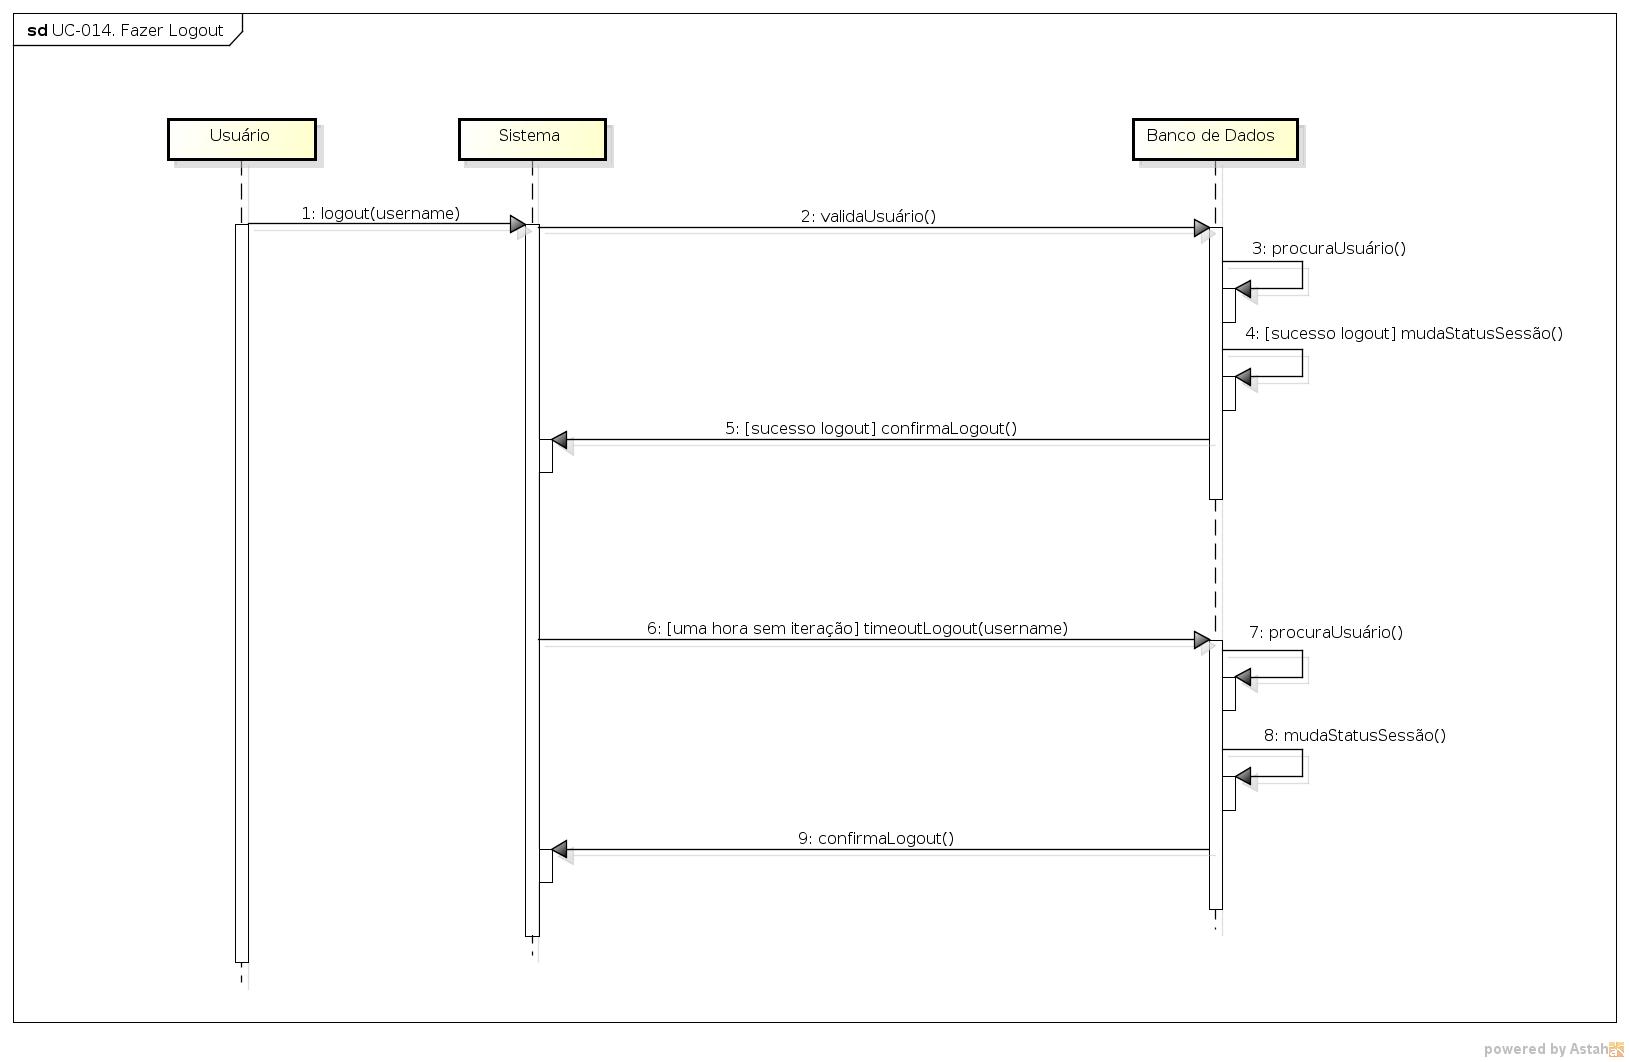 sd UC-014. Fazer Logout
Usuário
Sistema
Banco de Dados
1: logout(username)
2: validaUsuário()
3: procuraUsuário()
4: [sucesso logout] mudaStatusSessão()
5: [sucesso logout] confirmaLogout()
6: [uma hora sem iteração] timeoutLogout(username)
7: procuraUsuário()
8: mudaStatusSessão()
9: confirmaLogout()
powered by Astah